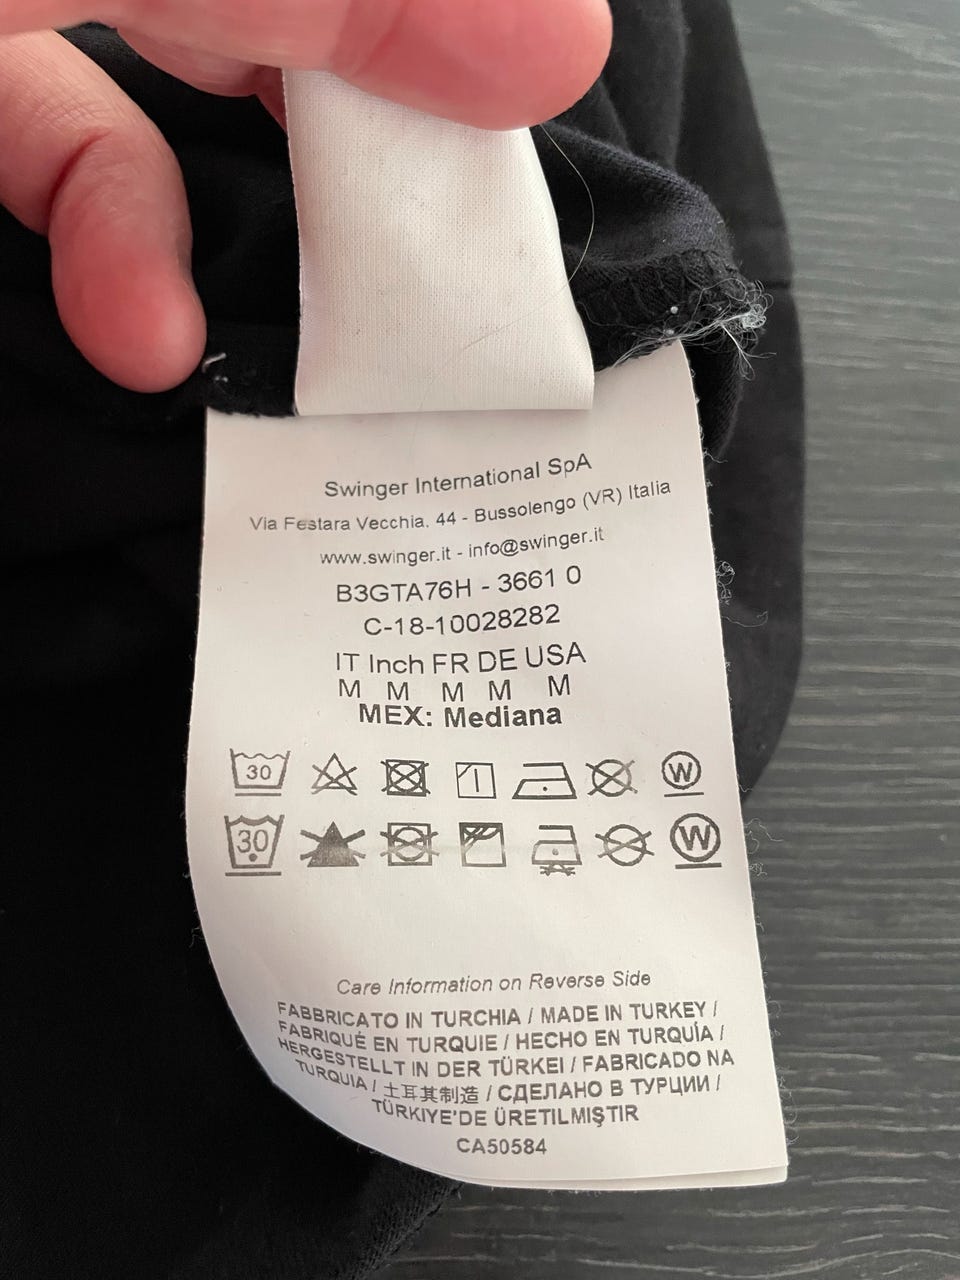 Swinger International SpA
Via Festara Vecchia. 44 - Bussolengo (VR) Italia
www.swinger.it - info@swinger.it
B3GTA76H - 3661 0
C-18-10028282
IT Inch FR DE USA
M M M M M
MEX: Mediana
30 W
30 W
Care Information on Reverse Side
FABBRICATO IN TURCHIA / MADE IN TURKEY /
FABRIQUÉ EN TURQUIE / HECHO EN TURQUÍA /
HERGESTELLT IN DER TÜRKEI / FABRICADO NA
TURQUIA / 土耳其制造 / СДЕЛАНО В ТУРЦИИ /
TÜRKIYE'DE ÜRETILMIŞTIR
CA50584